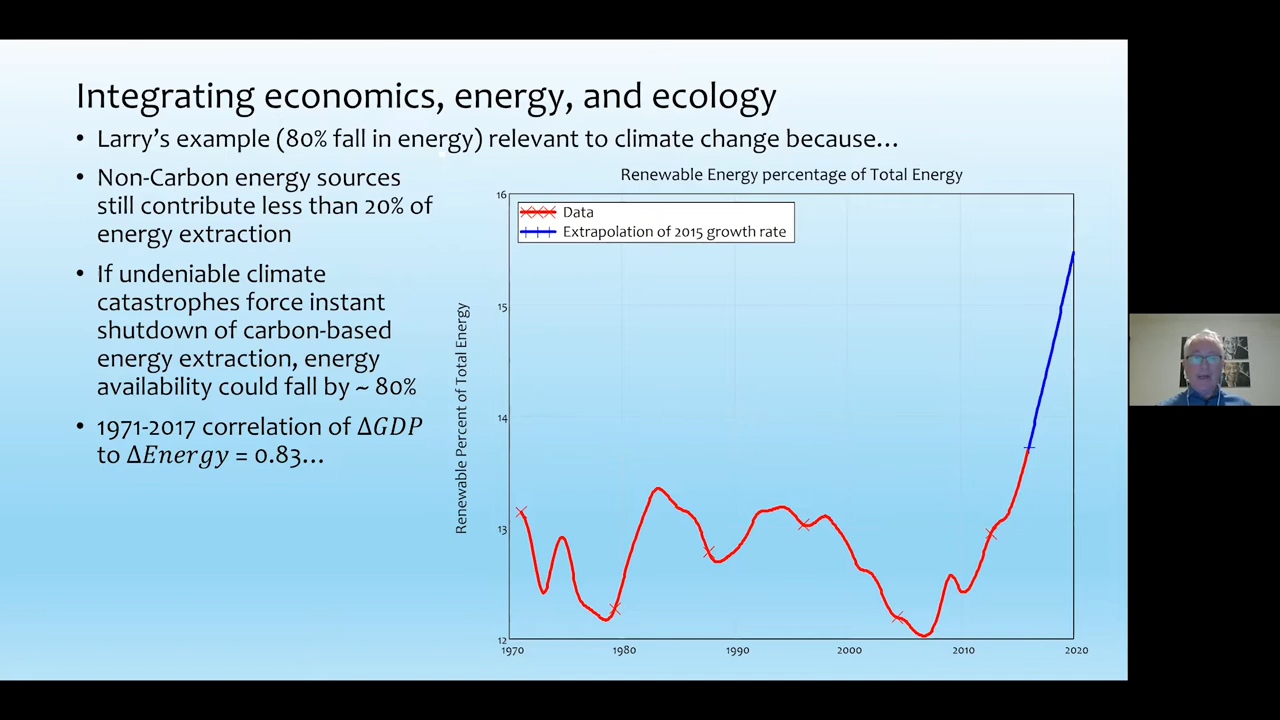 Integrating economics, energy, and ecology
• Larry's example (80% fall in energy) relevant to climate change because…
• Non-Carbon energy sources
still contribute less than 20% of
energy extraction
• If undeniable climate
catastrophes force instant
shutdown of carbon-based
energy extraction, energy
availability could fall by ~ 80%
• 1971-2017 correlation of ΔGDP
to ΔEnergy = 0.83…
Renewable Energy percentage of Total Energy
Data
Extrapolation of 2015 growth rate
Renewable Percent of Total Energy
16
15
14
13
12
1970 1980 1990 2000 2010 2020